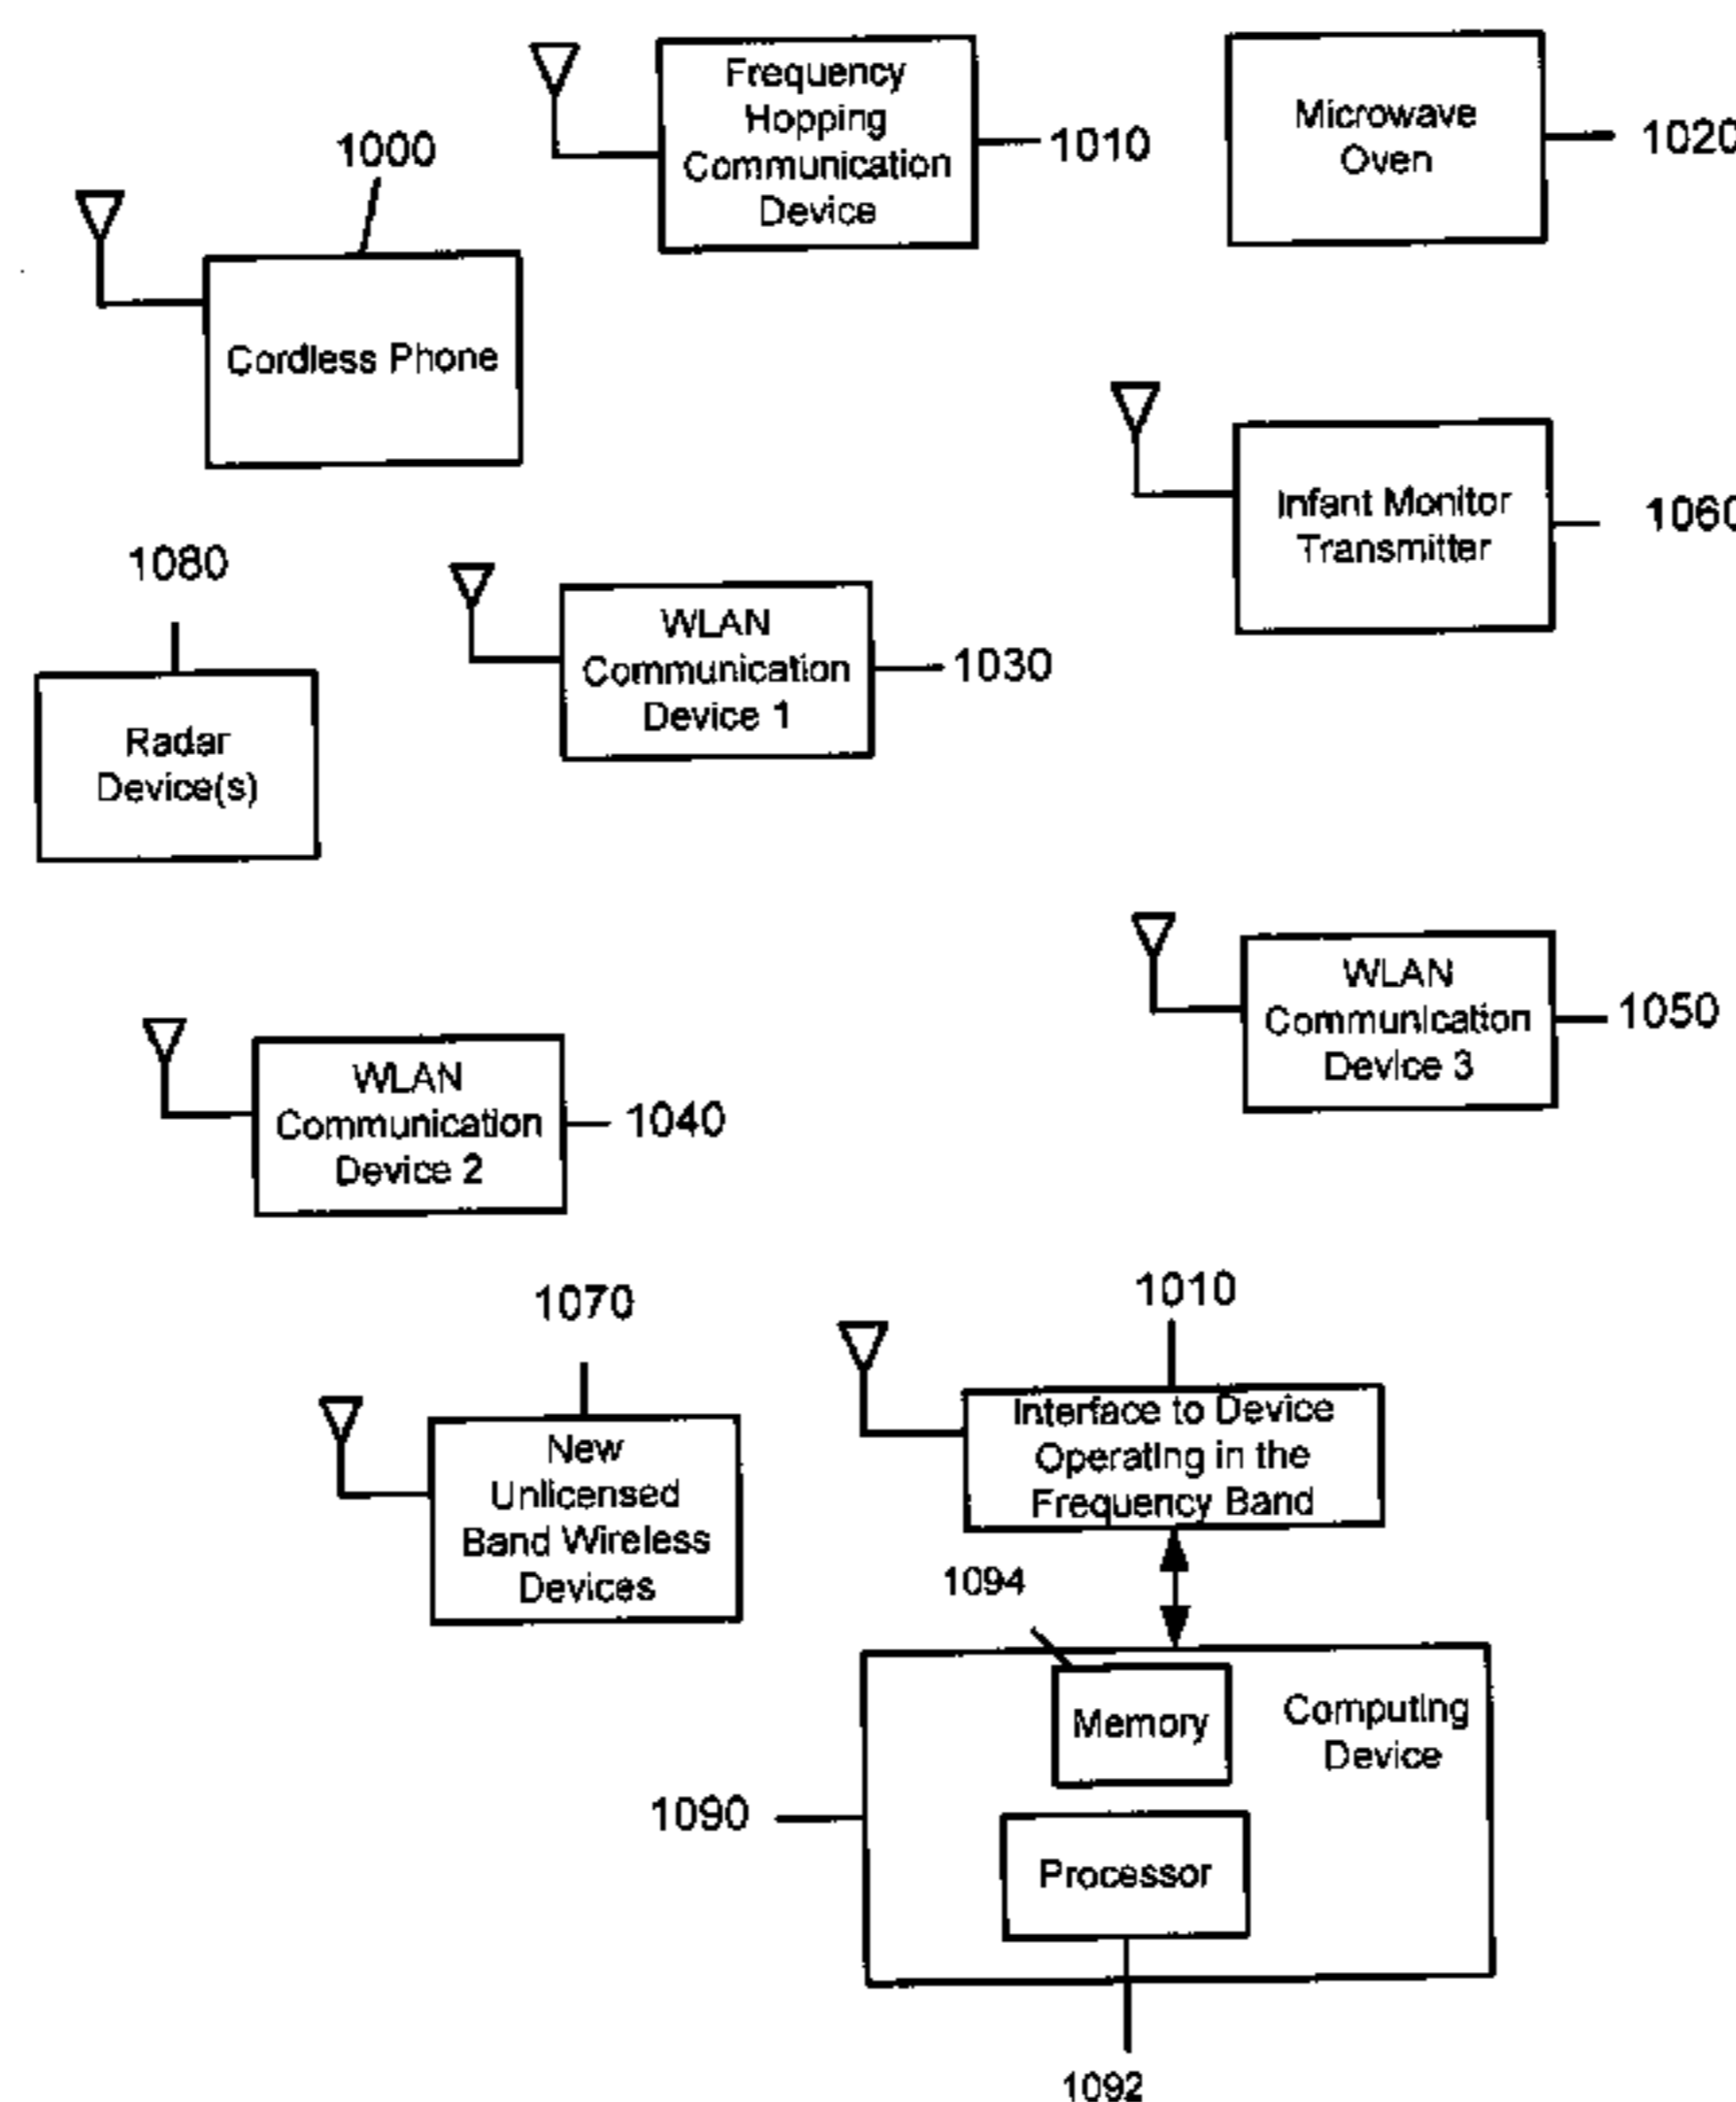 Frequency
Hopping
Communication
Device
1010
Microwave
Oven
1020
1000
Cordless Phone
Infant Monitor
Transmitter
1060
1080
WLAN
Communication
Device 1
1030
Radar
Device(s)
WLAN
Communication
Device 3
1050
WLAN
Communication
Device 2
1040
1070
New
Unlicensed
Band Wireless
Devices
1010
Interface to Device
Operating in the
Frequency Band
1094
Memory
Computing
Device
1090
Processor
1092